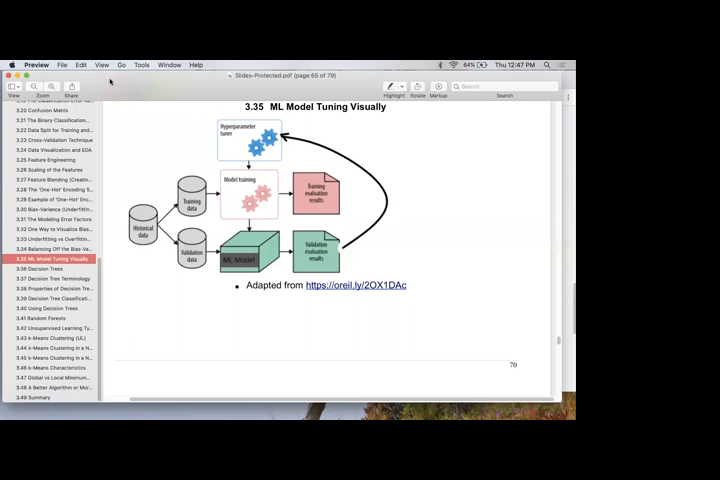 Preview File Edit View Go Tools Window Help
64% Thu 12:47 PM
Slides-Protected.pdf (page 65 of 79)
Search
View Zoom Share Highlight Rotate Markup Search
3.20 Confusion Matrix
3.21 The Binary Classification...
3.22 Data Split for Training and...
3.23 Cross-Validation Technique
3.24 Data Visualization and EDA
3.25 Feature Engineering
3.26 Scaling of the Features
3.27 Feature Blending (Creatin...
3.28 The 'One-Hot' Encoding S...
3.29 Example of 'One-Hot' Enc...
3.30 Bias-Variance (Underfittin...
3.31 The Modeling Error Factors
3.32 One Way to Visualize Bias...
3.33 Underfitting vs Overfittin...
3.34 Balancing Off the Bias-Va...
3.35 ML Model Tuning Visually
3.36 Decision Trees
3.37 Decision Tree Terminology
3.38 Properties of Decision Tre...
3.39 Decision Tree Classificati...
3.40 Using Decision Trees
3.41 Random Forests
3.42 Unsupervised Learning Ty...
3.43 k-Means Clustering (UL)
3.44 k-Means Clustering in a N...
3.45 k-Means Clustering in a N...
3.46 k-Means Characteristics
3.47 Global vs Local Minimum...
3.48 A Better Algorithm or Mor...
3.49 Summary
3.35 ML Model Tuning Visually
Hyperparameter
tuner
Model training
Training
evaluation
results
Training
data
Historical
data
Validation
data
ML Model
Validation
evaluation
results
▪ Adapted from https://oreil.ly/2OX1DAc
70